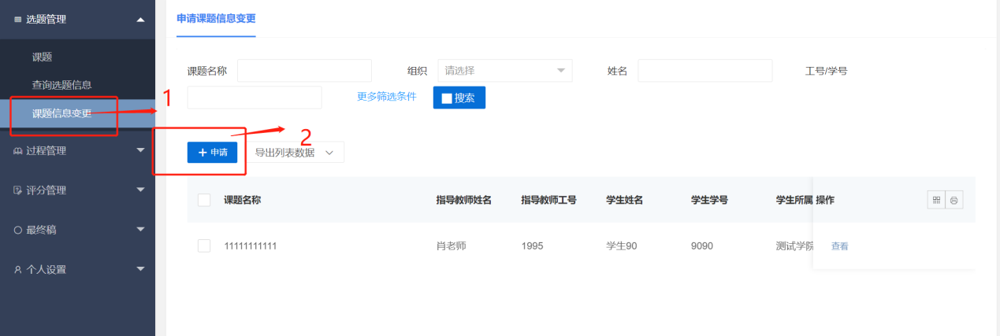 选题管理
课题
查询选题信息
课题信息变更
过程管理
评分管理
最终稿
个人设置
1
申请课题信息变更
课题名称 组织 请选择 姓名 工号/学号
更多筛选条件 搜索
2
+ 申请 导出列表数据
课题名称 指导教师姓名 指导教师工号 学生姓名 学生学号 学生所属 操作
11111111111 肖老师 1995 学生90 9090 测试学院 查看